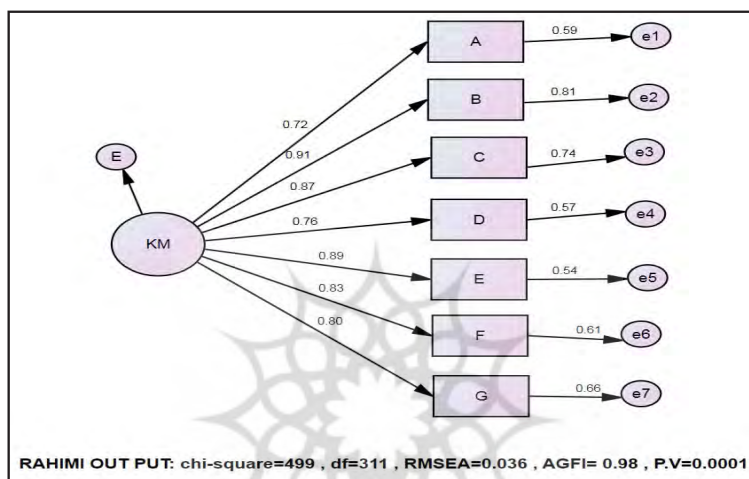 A 0.59 e1
0.72
B 0.81 e2
0.91
E
C 0.74 e3
0.87
D 0.57 e4
0.76
KM
0.89
E 0.54 e5
0.83
F 0.61 e6
0.80
G 0.66 e7
RAHIMI OUT PUT: chi-square=499 , df=311 , RMSEA=0.036 , AGFI= 0.98 , P.V=0.0001